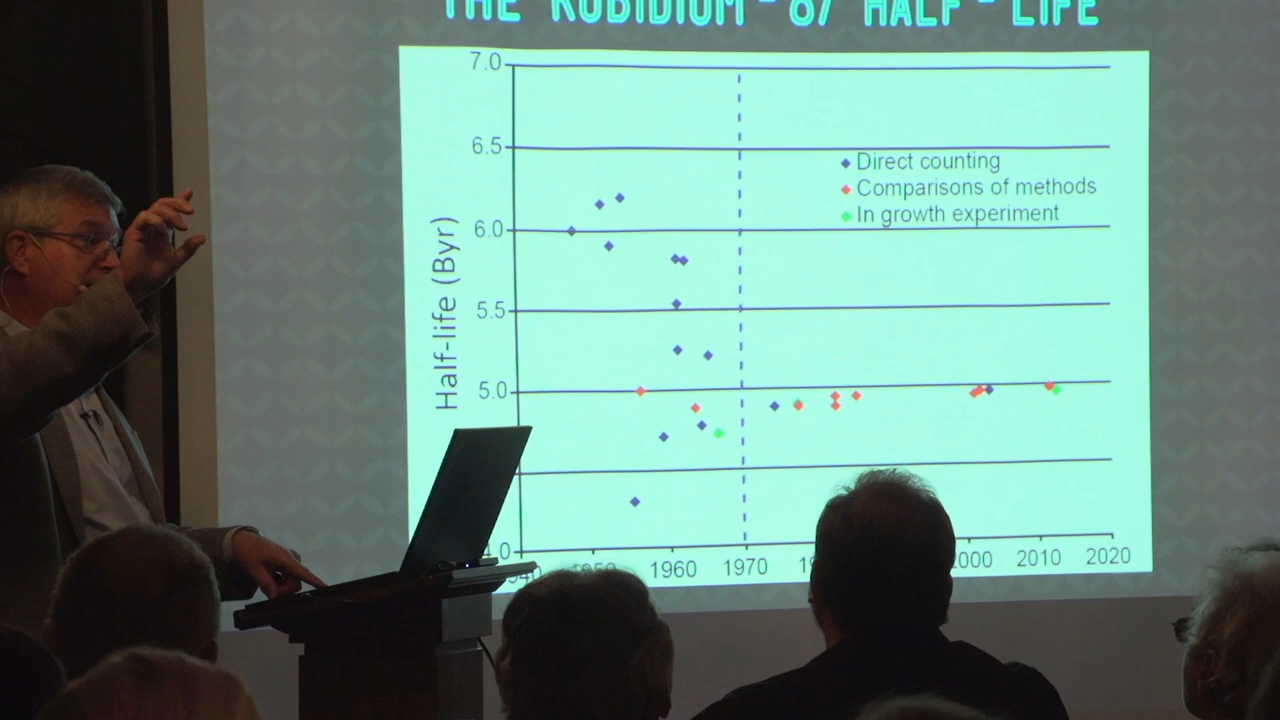 THE RUBIDIUM - 87 HALF - LIFE
7.0
6.5
Direct counting
Comparisons of methods
In growth experiment
6.0
Half-life (Byr)
5.5
5.0
1950
1960
1970
2000
2010
2020